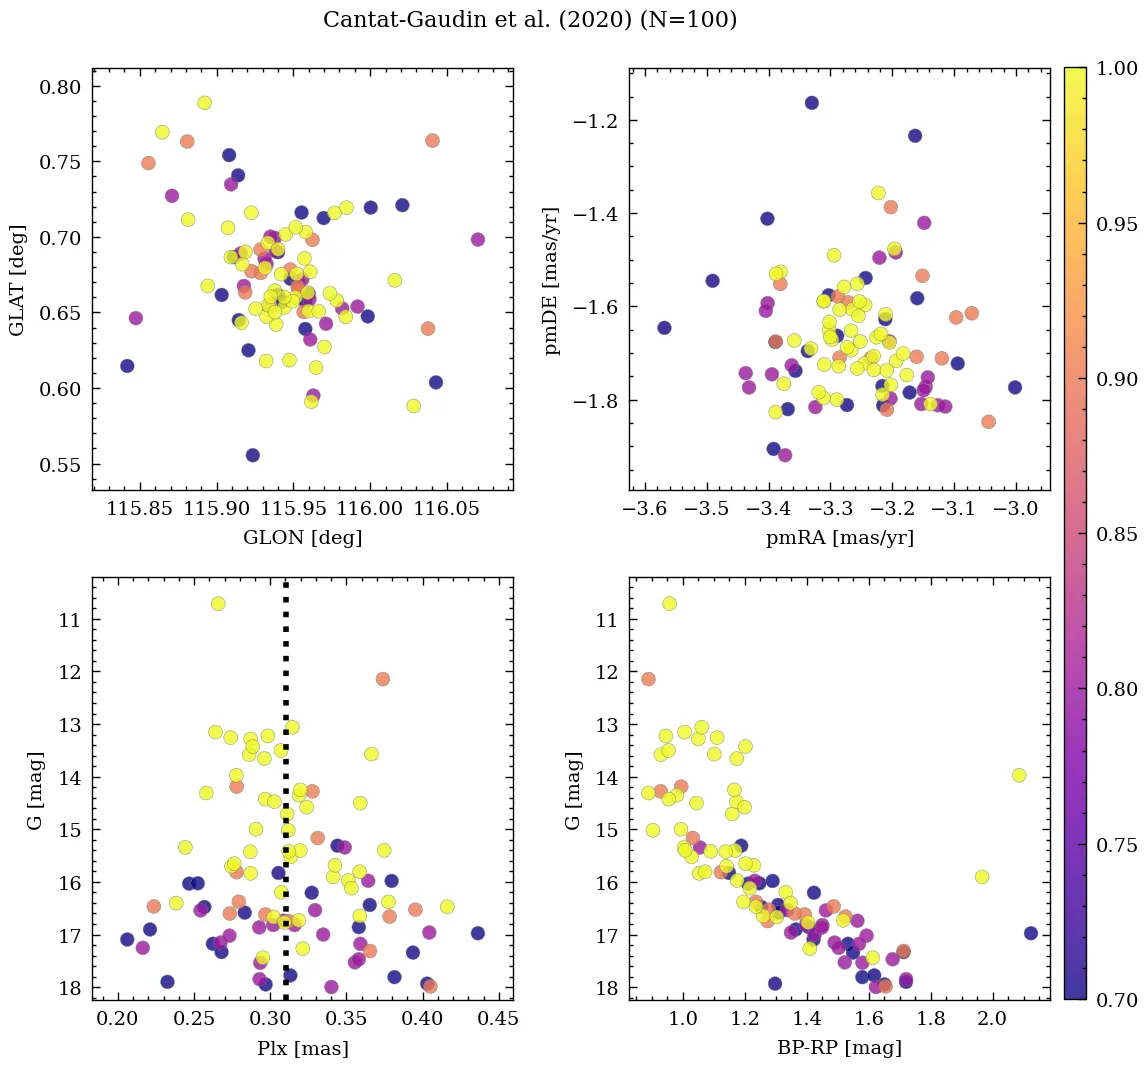 Cantat-Gaudin et al. (2020) (N=100)
0.80
0.75
0.70
0.65
0.60
0.55
GLAT [deg]
115.85 115.90 115.95 116.00 116.05
GLON [deg]
−1.2
−1.4
−1.6
−1.8
pmDE [mas/yr]
−3.6 −3.5 −3.4 −3.3 −3.2 −3.1 −3.0
pmRA [mas/yr]
1.00
0.95
0.90
0.85
0.80
0.75
0.70
11
12
13
14
15
16
17
18
G [mag]
0.20 0.25 0.30 0.35 0.40 0.45
Plx [mas]
11
12
13
14
15
16
17
18
G [mag]
1.0 1.2 1.4 1.6 1.8 2.0
BP-RP [mag]